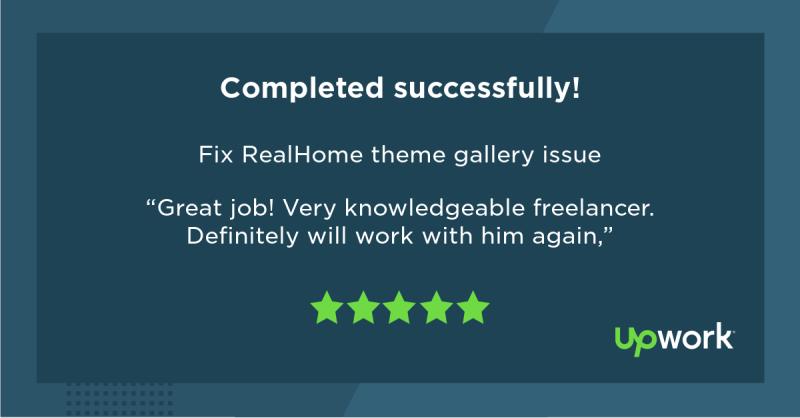 Completed successfully!
Fix RealHome theme gallery issue
“Great job! Very knowledgeable freelancer.
Definitely will work with him again,”
upwork